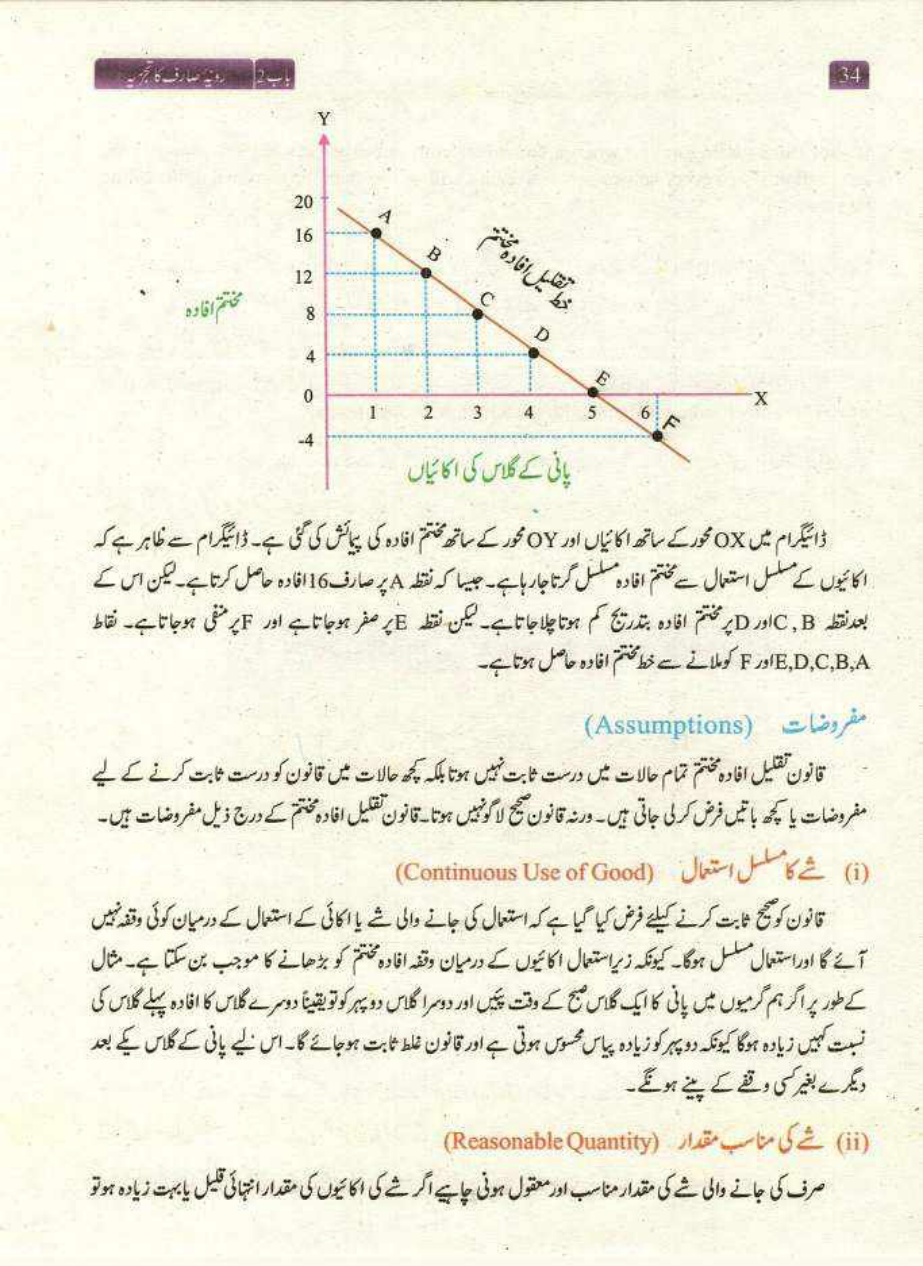 باب 2 رویۂ صارف کا تجزیہ
34
Y
20
16
12
8
4
0
-4
A
B
C
D
E
F
خط تقلیل افادہ مختتم
مختتم افادہ
1 2 3 4 5 6
X
پانی کے گلاس کی اکائیاں
ڈائیگرام میں OX محور کے ساتھ اکائیاں اور OY محور کے ساتھ مختتم افادہ کی پیمائش کی گئی ہے۔ ڈائیگرام سے ظاہر ہے کہ
اکائیوں کے مسلسل استعمال سے مختتم افادہ مسلسل گرتا جارہا ہے۔ جیسا کہ نقطہ A پر صارف 16 افادہ حاصل کرتا ہے۔ لیکن اس کے
بعد نقطہ C , B اور D پر مختتم افادہ بتدریج کم ہوتا چلا جاتا ہے۔ لیکن نقطہ E پر صفر ہوجاتا ہے اور F پر منفی ہوجاتا ہے۔ نقاط
E,D,C,B,A اور F کو ملانے سے خط مختتم افادہ حاصل ہوتا ہے۔
مفروضات (Assumptions)
قانون تقلیل افادہ مختتم تمام حالات میں درست ثابت نہیں ہوتا بلکہ کچھ حالات میں قانون کو درست ثابت کرنے کے لیے
مفروضات یا کچھ باتیں فرض کرلی جاتی ہیں۔ ورنہ قانون صحیح لاگو نہیں ہوتا۔ قانون تقلیل افادہ مختتم کے درج ذیل مفروضات ہیں۔
(i) شے کا مسلسل استعمال (Continuous Use of Good)
قانون کو صحیح ثابت کرنے کیلئے فرض کیا گیا ہے کہ استعمال کی جانے والی شے یا اکائی کے استعمال کے درمیان کوئی وقفہ نہیں
آئے گا اور استعمال مسلسل ہوگا۔ کیونکہ زیر استعمال اکائیوں کے درمیان وقفہ افادہ مختتم کو بڑھانے کا موجب بن سکتا ہے۔ مثال
کے طور پر اگر ہم گرمیوں میں پانی کا ایک گلاس صبح کے وقت پئیں اور دوسرا گلاس دوپہر کو تو یقیناً دوسرے گلاس کا افادہ پہلے گلاس کی
نسبت کہیں زیادہ ہوگا کیونکہ دوپہر کو زیادہ پیاس محسوس ہوتی ہے اور قانون غلط ثابت ہوجائے گا۔ اس لیے پانی کے گلاس یکے بعد
دیگرے بغیر کسی وقفے کے پینے ہونگے۔
(ii) شے کی مناسب مقدار (Reasonable Quantity)
صرف کی جانے والی شے کی مقدار مناسب اور معقول ہونی چاہیے اگر شے کی اکائیوں کی مقدار انتہائی قلیل یا بہت زیادہ ہو تو